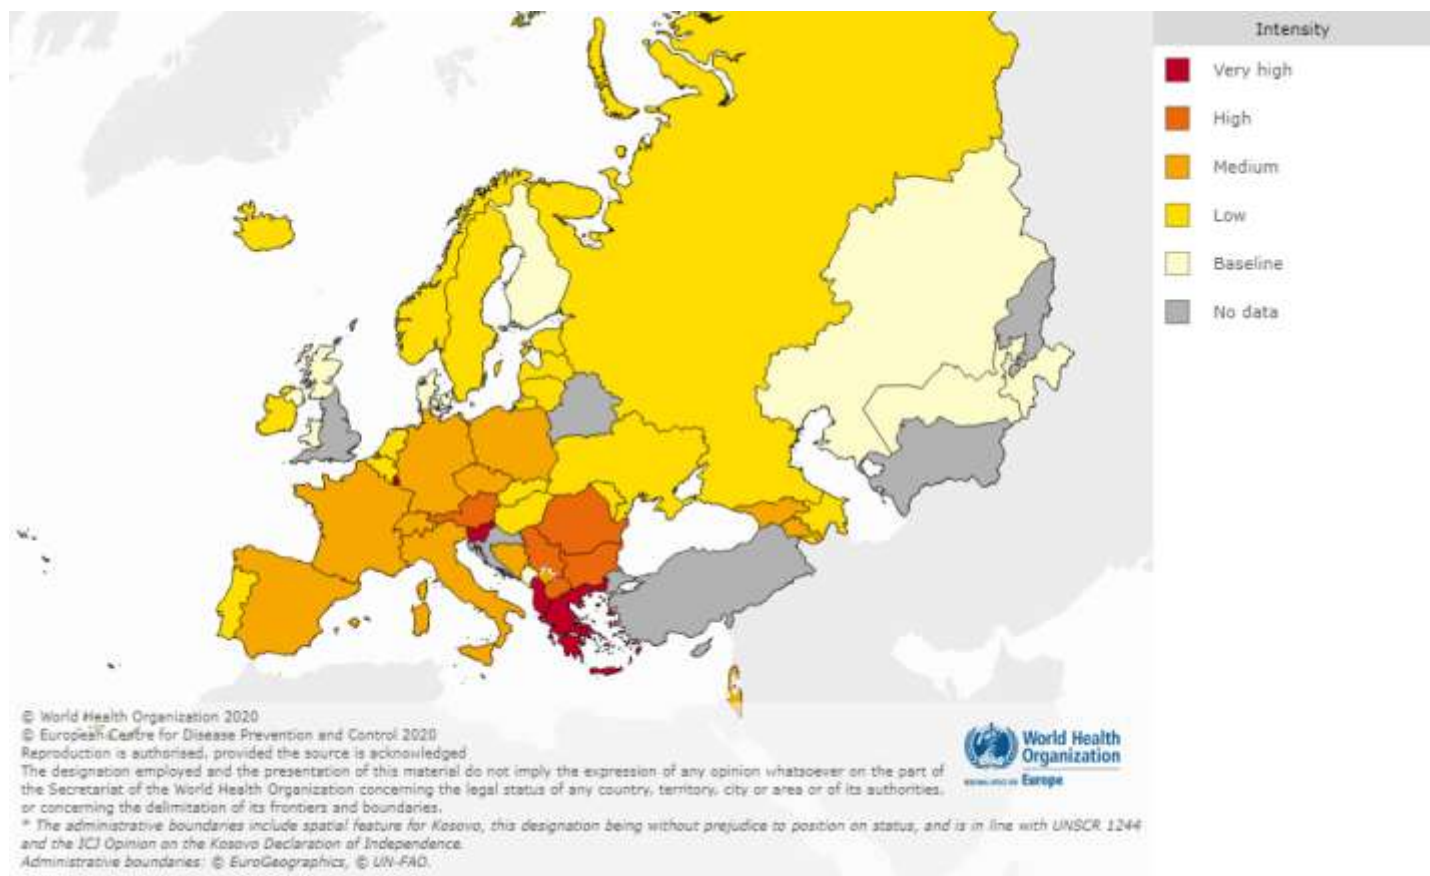 Intensity
Very high
High
Medium
Low
Baseline
No data
© World Health Organization 2020
© European Centre for Disease Prevention and Control 2020
Reproduction is authorised, provided the source is acknowledged
The designation employed and the presentation of this material do not imply the expression of any opinion whatsoever on the part of
the Secretariat of the World Health Organization concerning the legal status of any country, territory, city or area or of its authorities,
or concerning the delimitation of its frontiers and boundaries.
* The administrative boundaries include spatial feature for Kosovo, this designation being without prejudice to position on status, and is in line with UNSCR 1244
and the ICJ Opinion on the Kosovo Declaration of Independence.
Administrative boundaries: © EuroGeographics, © UN-FAO.
World Health
Organization
Europe